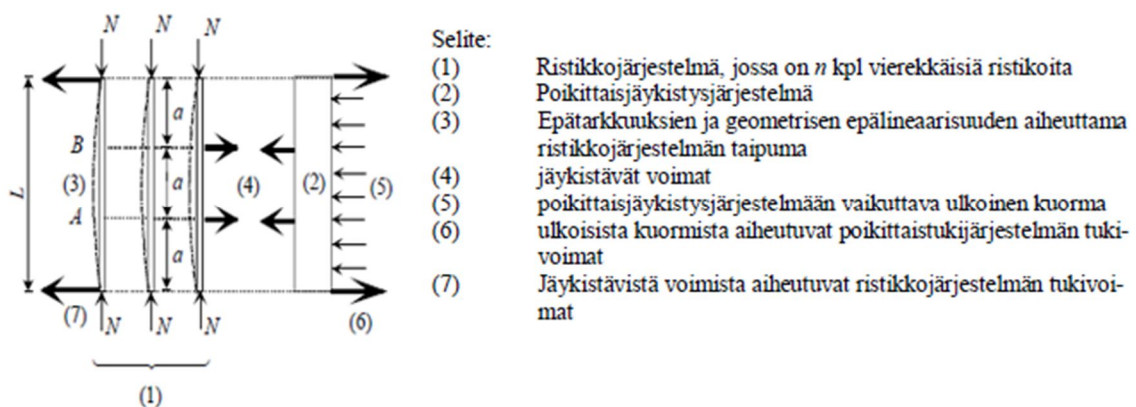 N N N
a
B
a
L
(3)
(4)
(2)
(5)
A
a
(7)
N N N
(6)
(1)
Selite:
(1) Ristikkojärjestelmä, jossa on n kpl vierekkäisiä ristikoita
(2) Poikittaisjäykistysjärjestelmä
(3) Epätarkkuuksien ja geometrisen epälineaarisuuden aiheuttama
ristikkojärjestelmän taipuma
(4) jäykistävät voimat
(5) poikittaisjäykistysjärjestelmään vaikuttava ulkoinen kuorma
(6) ulkoisista kuormista aiheutuvat poikittaistukijärjestelmän tuki-
voimat
(7) Jäykistävistä voimista aiheutuvat ristikkojärjestelmän tukivoi-
mat